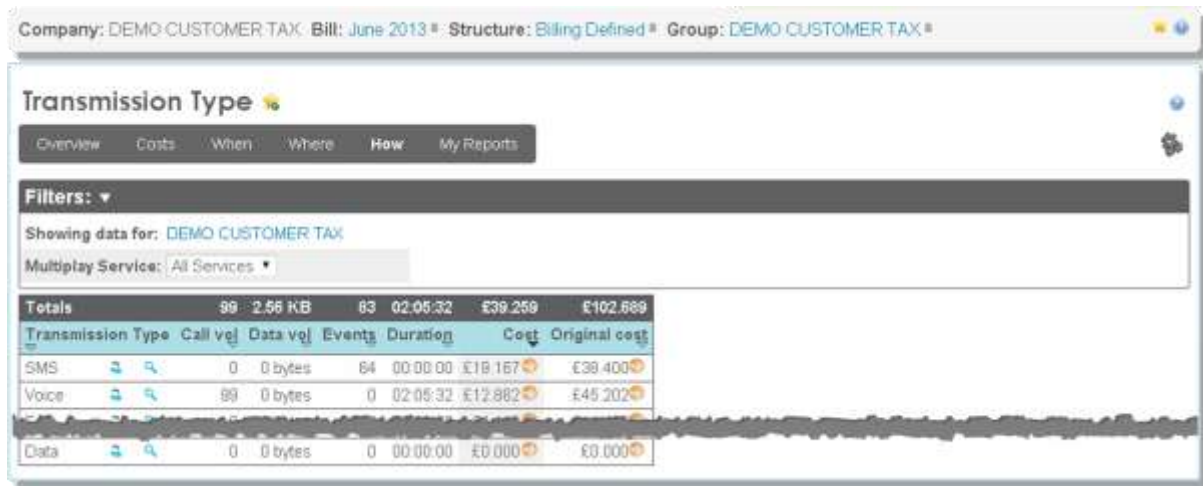 Company: DEMO CUSTOMER TAX Bill: June 2013 Structure: Billing Defined Group: DEMO CUSTOMER TAX
Transmission Type
Overview Costs When Where How My Reports
Filters:
Showing data for: DEMO CUSTOMER TAX
Multiplay Service: All Services
Totals 99 2.56 KB 83 02:05:32 £39.259 £102.689
Transmission Type Call vol Data vol Events Duration Cost Original cost
SMS 0 0 bytes 64 00:00:00 £19.167 £38.400
Voice 99 0 bytes 0 02:05:32 £12.882 £45.202
Data 0 0 bytes 0 00:00:00 £0.000 £0.000